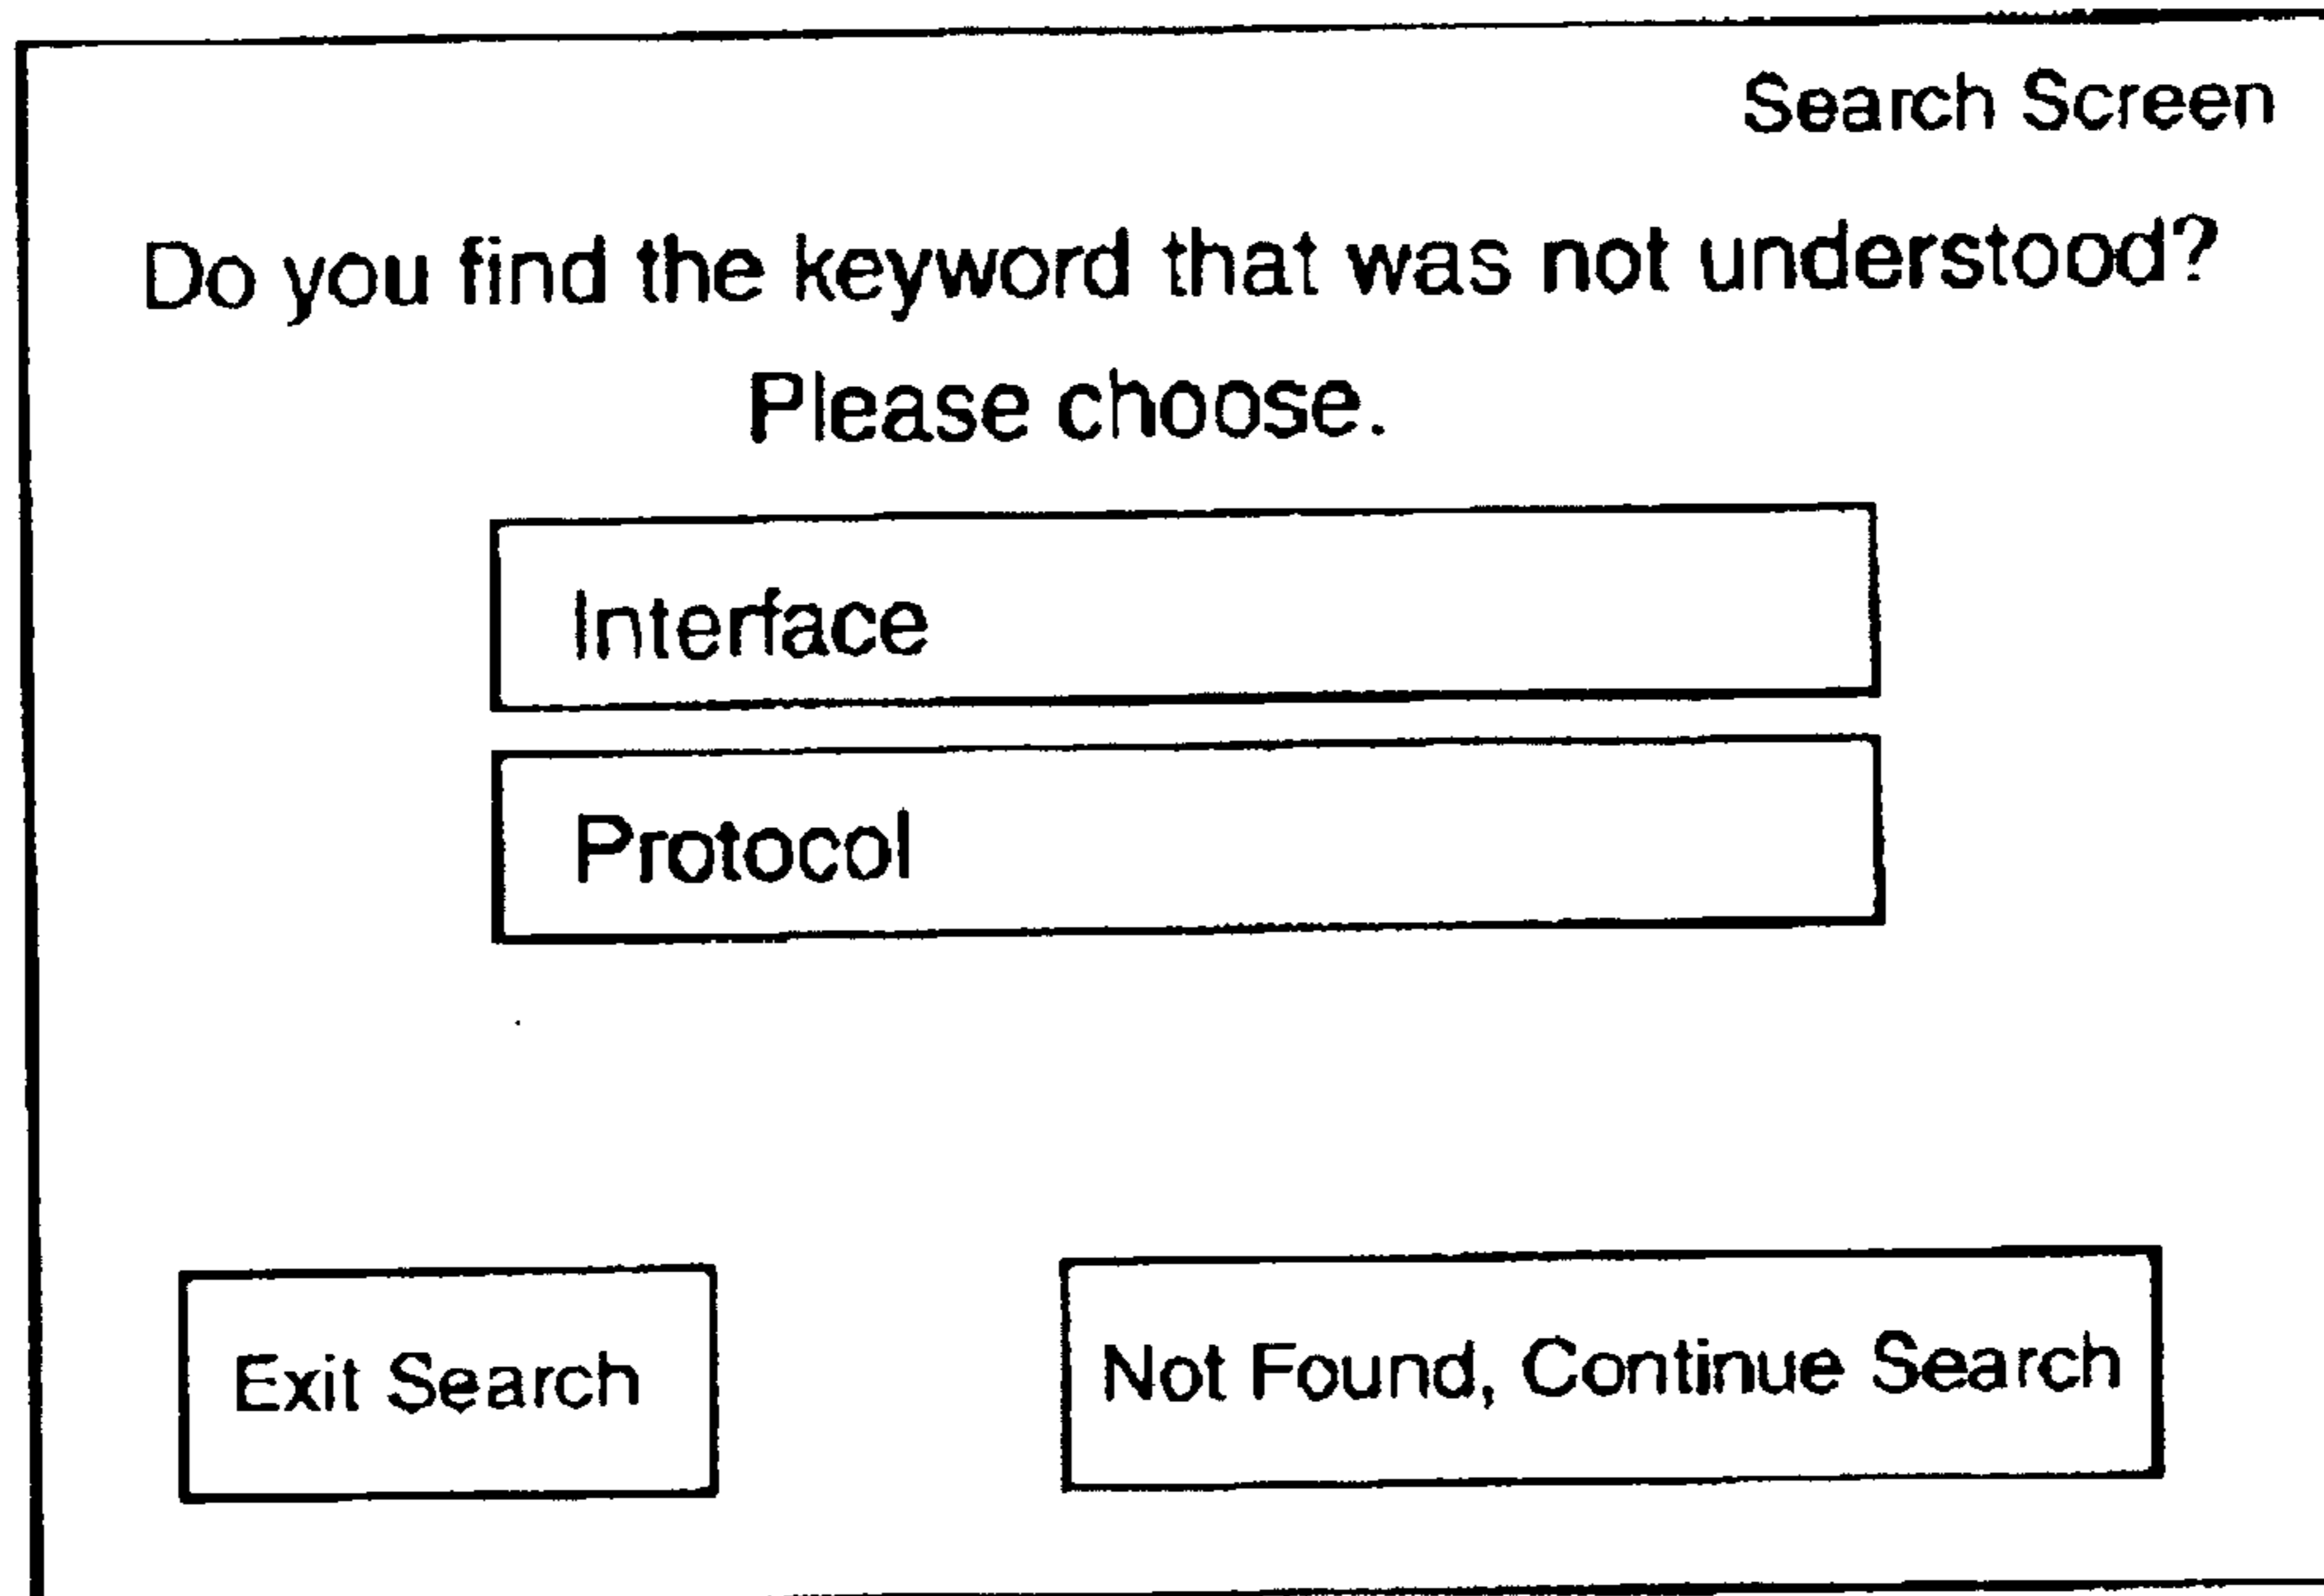 Search Screen
Do you find the keyword that was not understood?
Please choose.
Interface
Protocol
Exit Search
Not Found, Continue Search